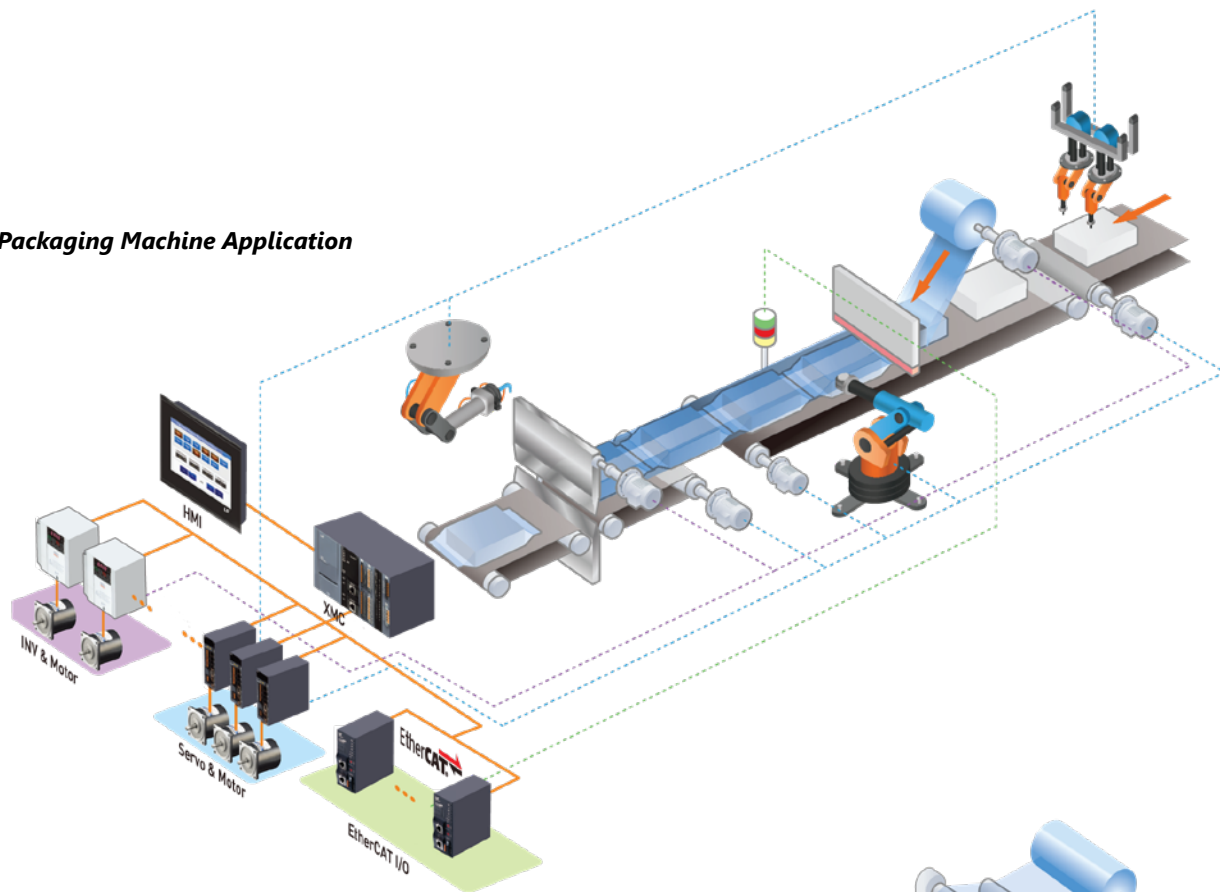 Packaging Machine Application
HMI
XMC
INV & Motor
Servo & Motor
EtherCAT
EtherCAT I/O